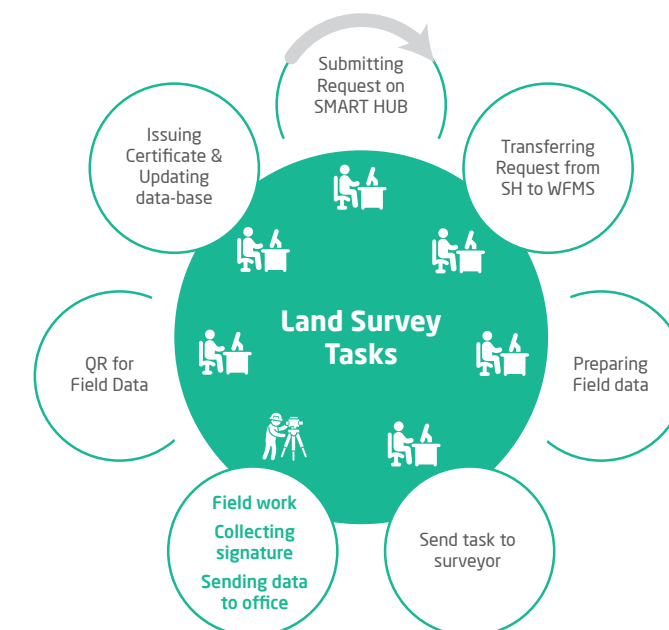 Submitting
Request on
SMART HUB
Transferring
Request from
SH to WFMS
Preparing
Field data
Send task to
surveyor
Field work
Collecting
signature
Sending data
to office
QR for
Field Data
Issuing
Certificate &
Updating
data-base
Land Survey
Tasks